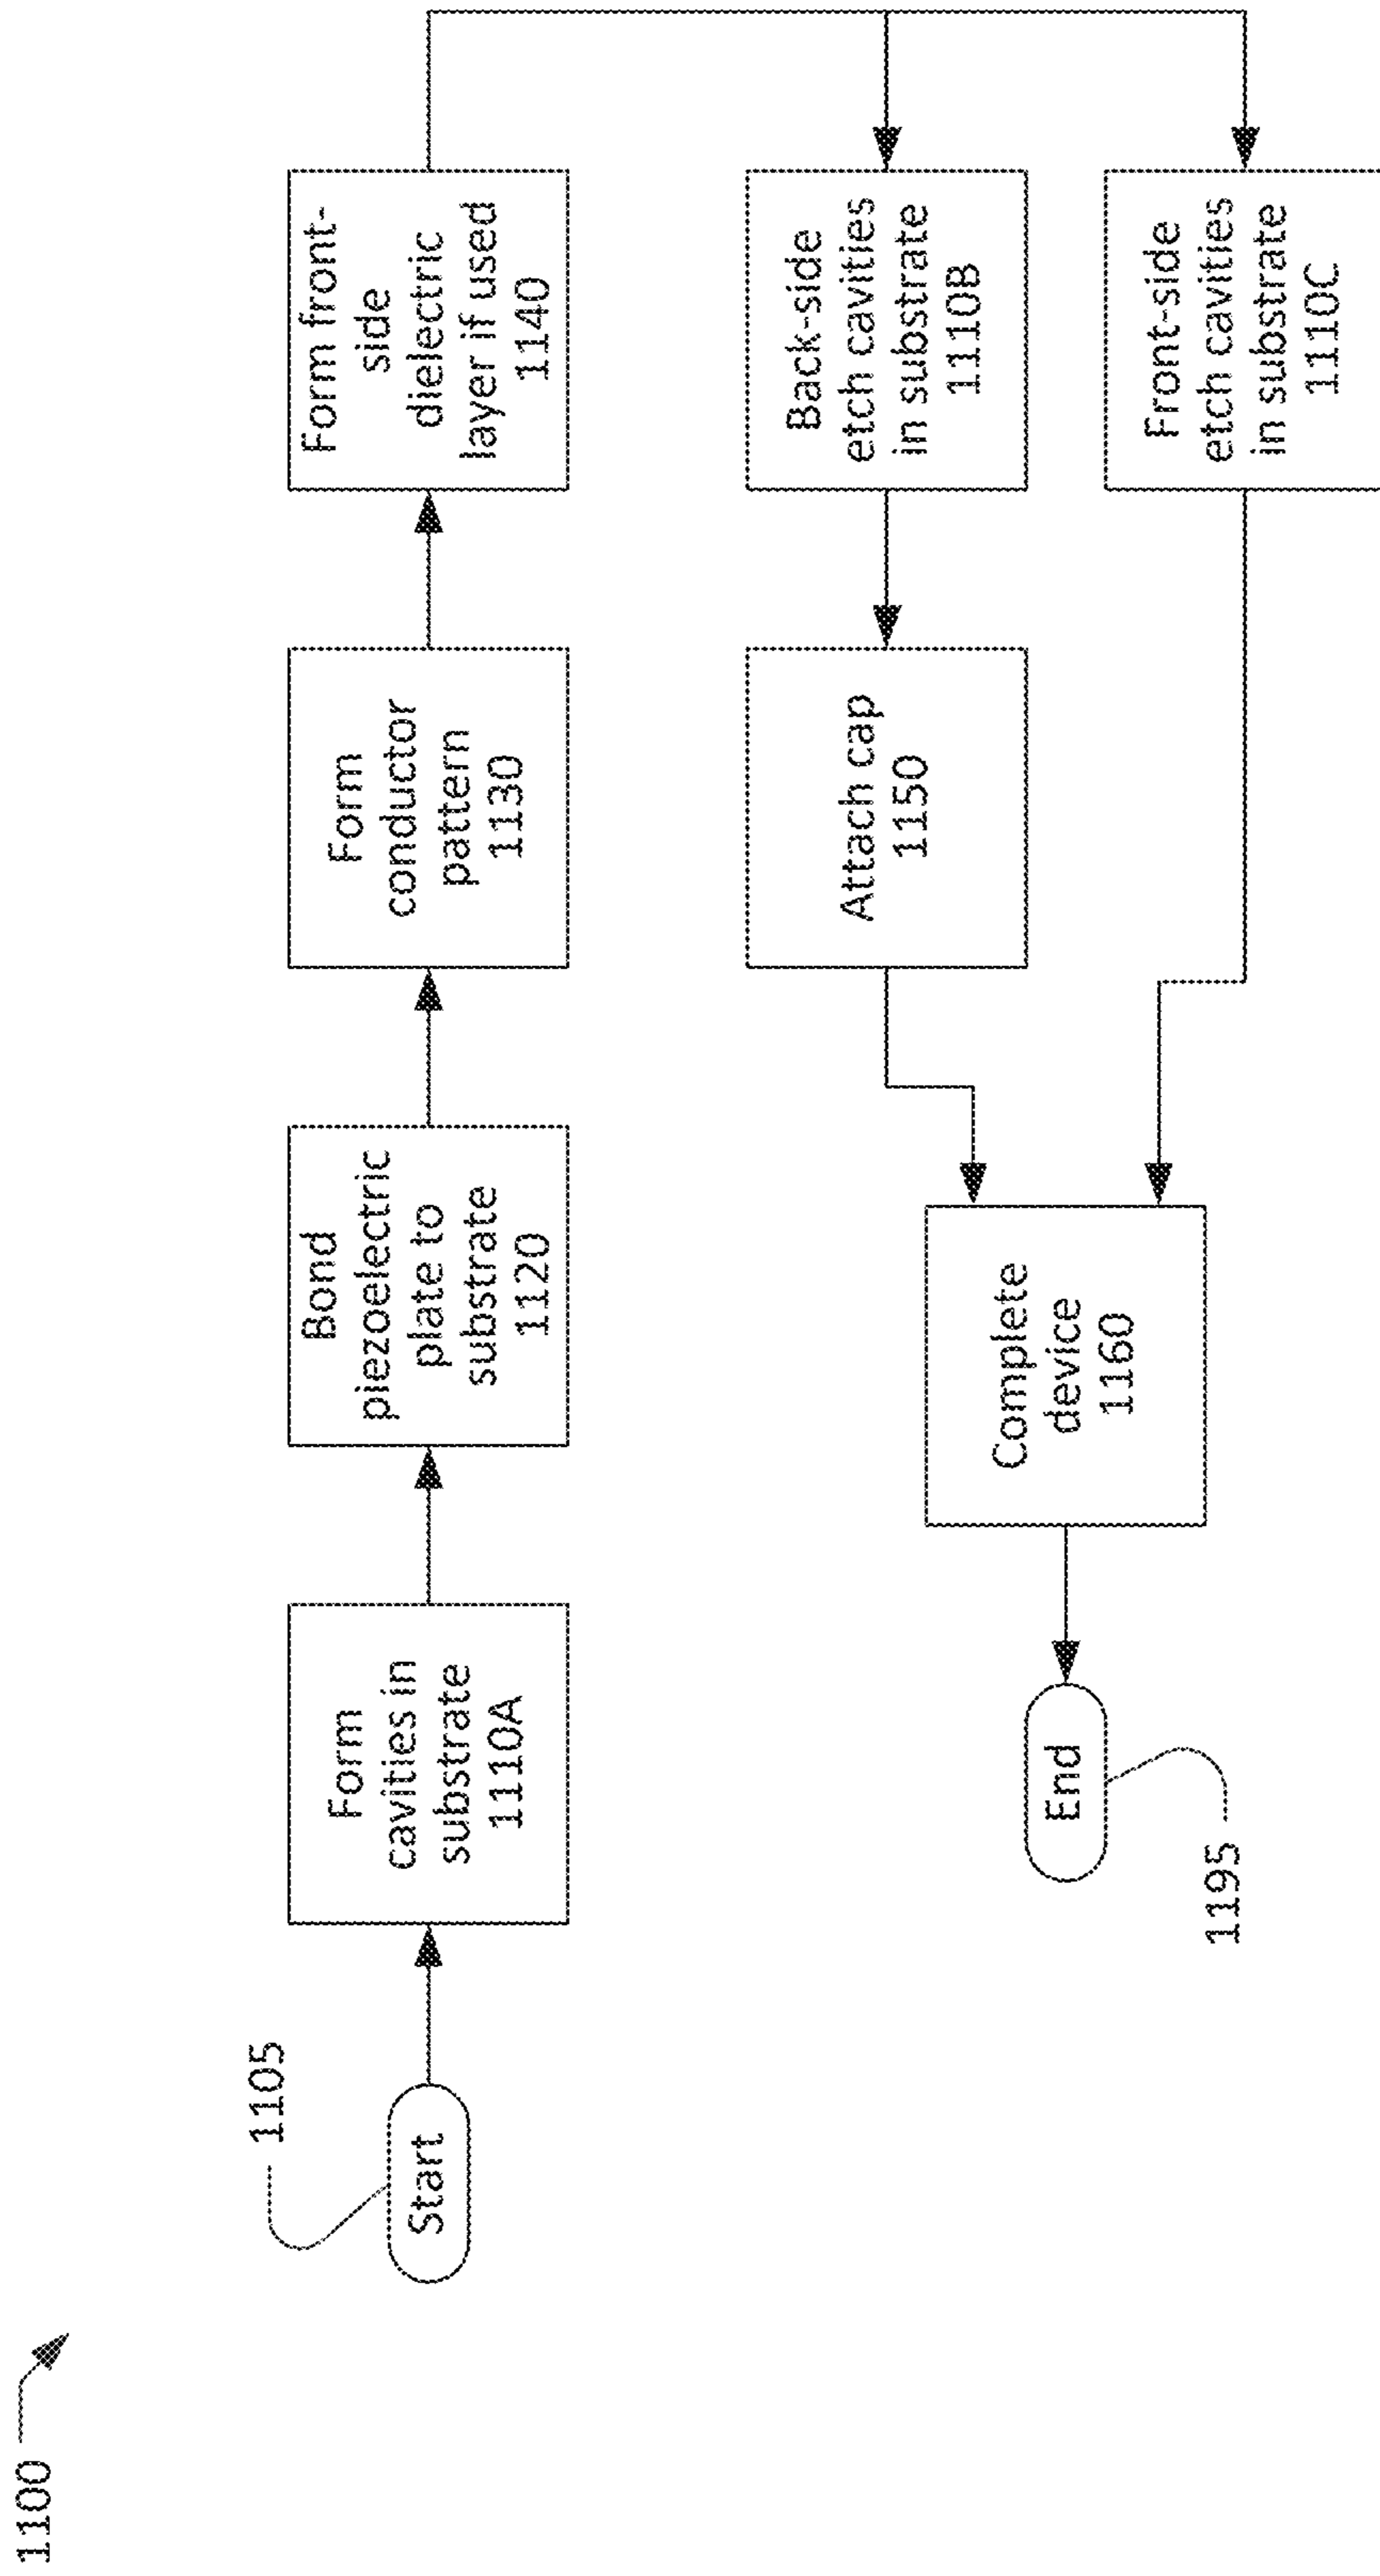 1100
1105
Start
Form
cavities in
substrate
1110A
Bond
piezoelectric
plate to
substrate
1120
Form
conductor
pattern
1130
Form front-
side
dielectric
layer if used
1140
Back-side
etch cavities
in substrate
1110B
Attach cap
1150
Front-side
etch cavities
in substrate
1110C
Complete
device
1160
End
1195